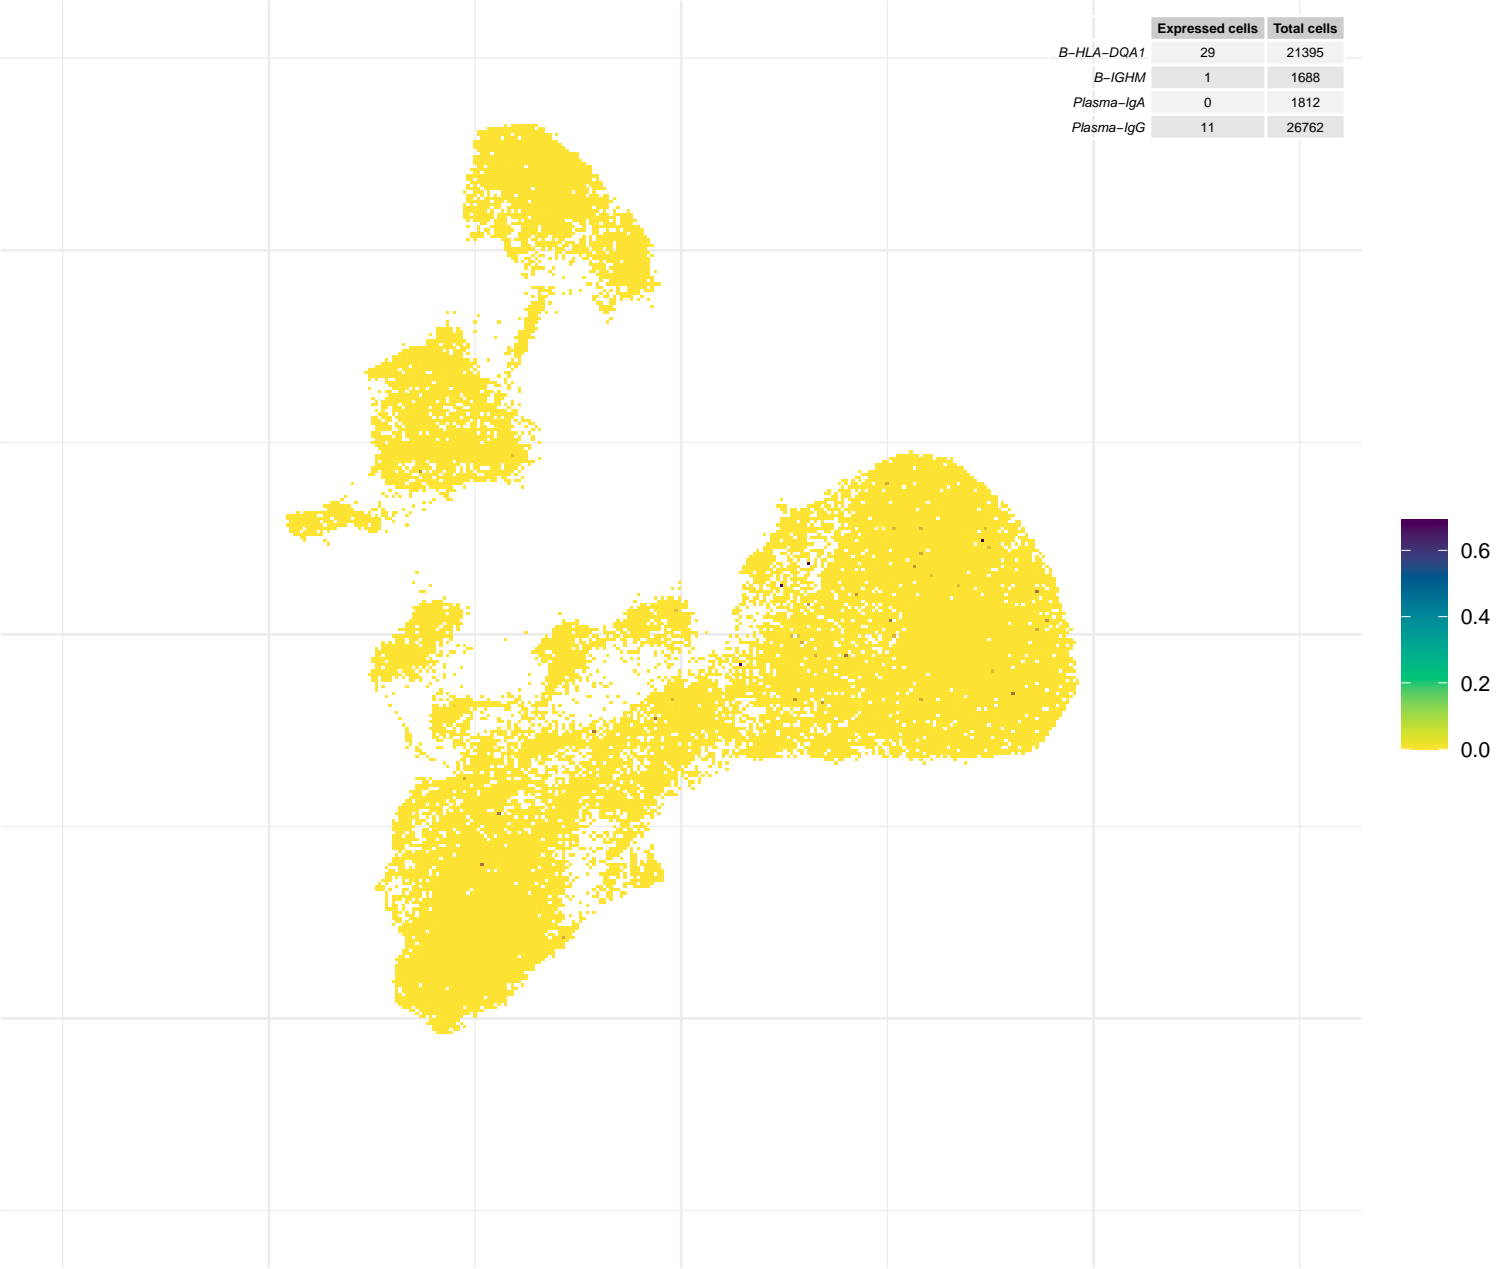 Expressed cells Total cells
B−HLA−DQA1 29 21395
B−IGHM 1 1688
Plasma−IgA 0 1812
Plasma−IgG 11 26762
0.6
0.4
0.2
0.0